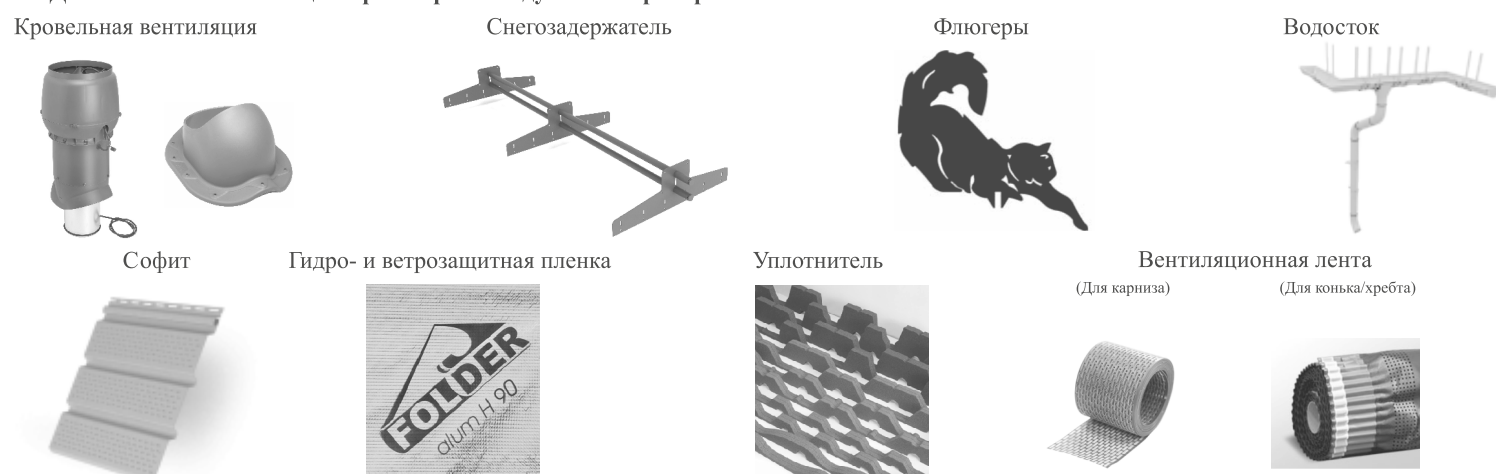 Кровельная вентиляция
Снегозадержатель
Флюгеры
Водосток
Софит
Гидро- и ветрозащитная пленка
Уплотнитель
Вентиляционная лента
(Для карниза)
(Для конька/хребта)
FOLDER
alum H 90